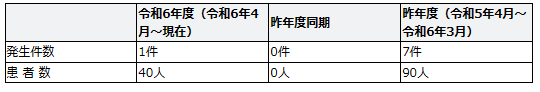 令和6年度（令和6年4月～現在） 昨年度同期 昨年度（令和5年4月～令和6年3月）
発生件数 1件 0件 7件
患 者 数 40人 0人 90人